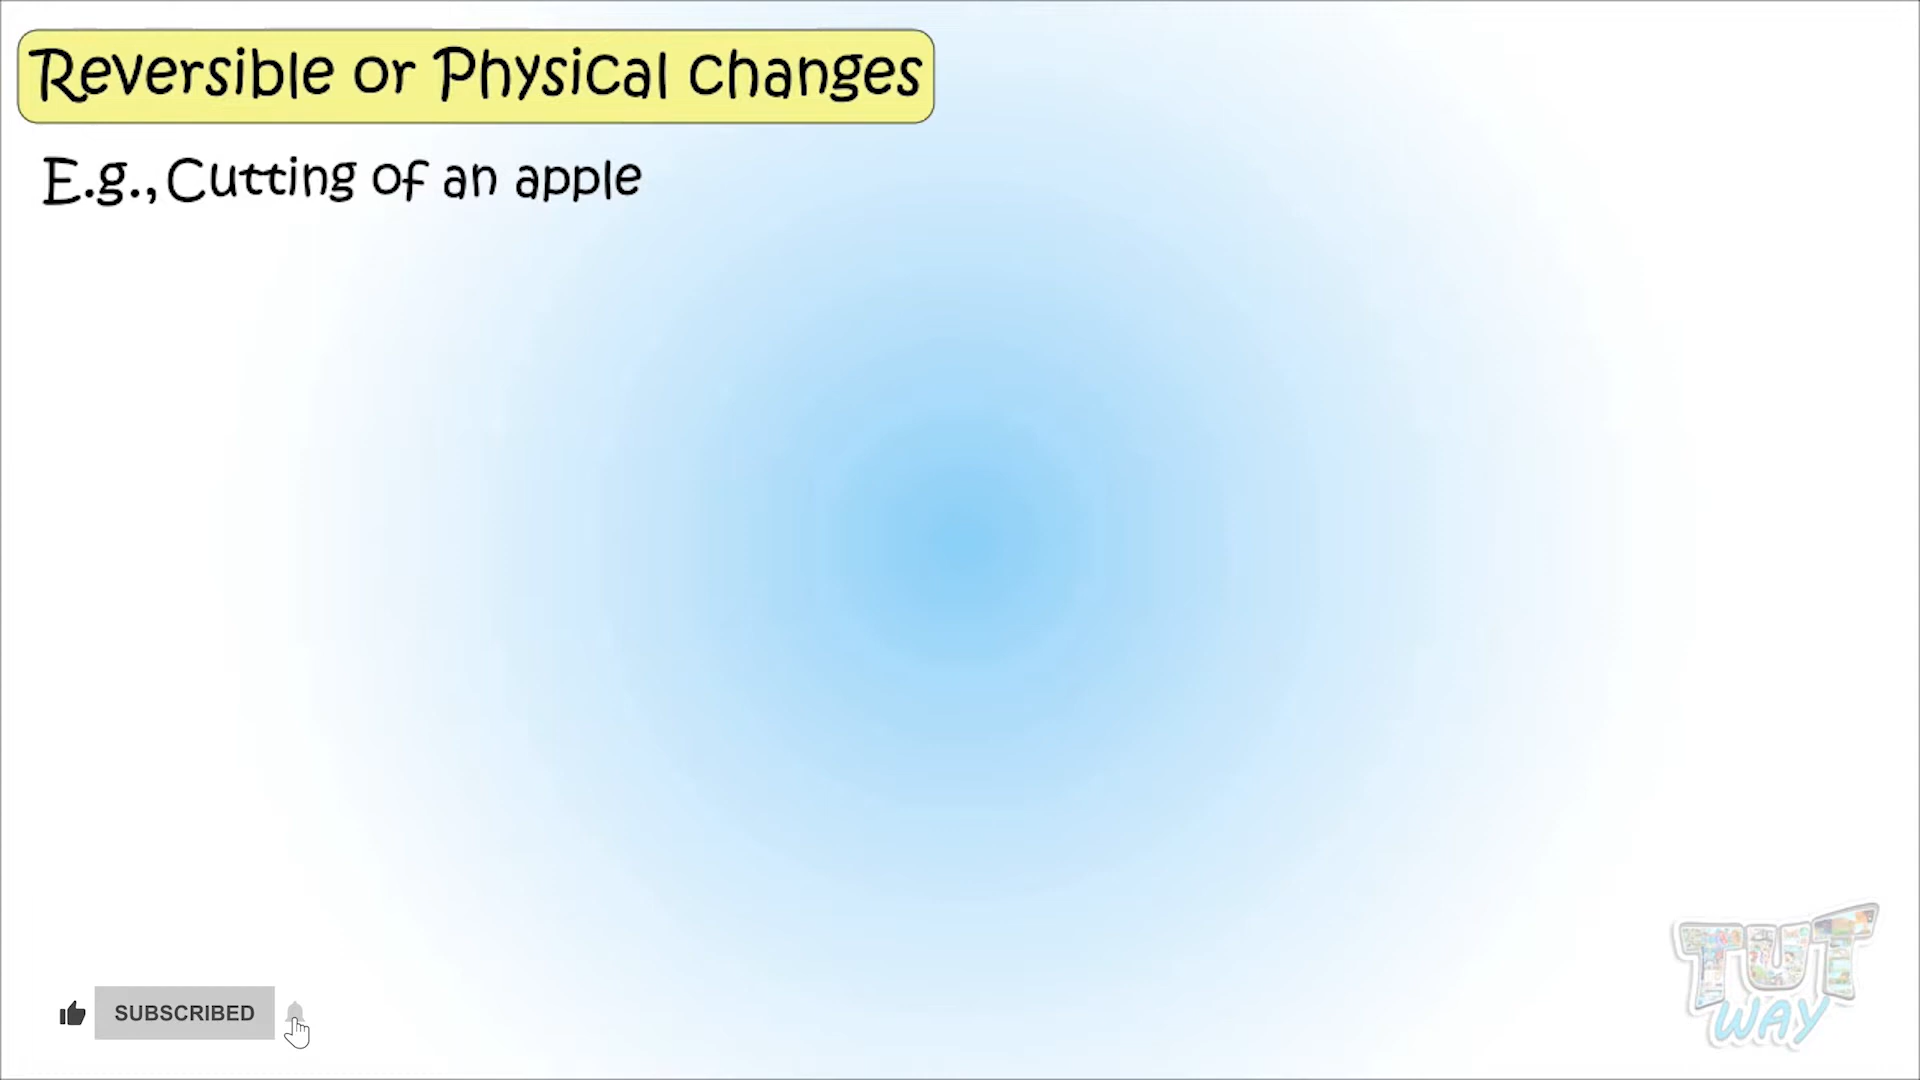 Reversible or Physical changes
E.g., Cutting of an apple
SUBSCRIBED
TUT
WAY